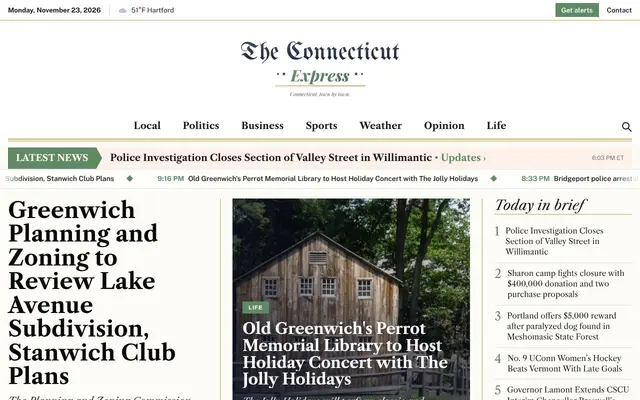 Monday, November 23, 2026
51°F Hartford
Get alerts
Contact
The Connecticut
Express
Connecticut, town by town.
Local
Politics
Business
Sports
Weather
Opinion
Life
LATEST NEWS
Police Investigation Closes Section of Valley Street in Willimantic • Updates ›
6:03 PM ET
Subdivision, Stanwich Club Plans
9:16 PM Old Greenwich's Perrot Memorial Library to Host Holiday Concert with The Jolly Holidays
8:33 PM Bridgeport police arrest
Greenwich
Planning and
Zoning to
Review Lake
Avenue
Subdivision,
Stanwich Club
Plans
The Planning and Zoning Commission
LIFE
Old Greenwich's Perrot
Memorial Library to Host
Holiday Concert with The
Jolly Holidays
Today in brief
1 Police Investigation Closes
Section of Valley Street in
Willimantic
2 Sharon camp fights closure with
$400,000 donation and two
purchase proposals
3 Portland offers $5,000 reward
after paralyzed dog found in
Meshomasic State Forest
4 No. 9 UConn Women's Hockey
Beats Vermont With Late Goals
5 Governor Lamont Extends CSCU